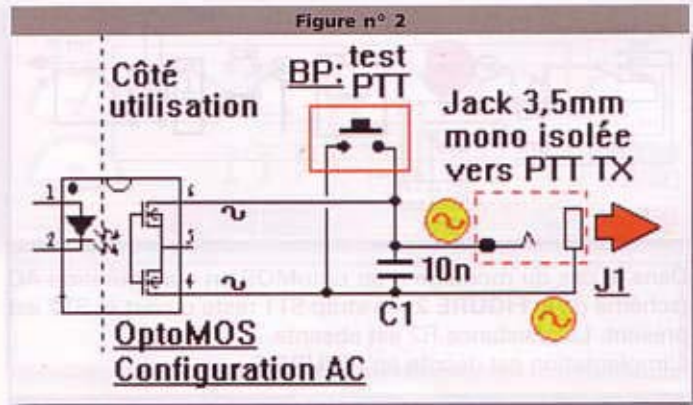 Figure n° 2
Côté
utilisation
BP: test
PTT
Jack 3,5mm
mono isolée
vers PTT TX
1
2
6
5
4
10n
C1
J1
OptoMOS
Configuration AC